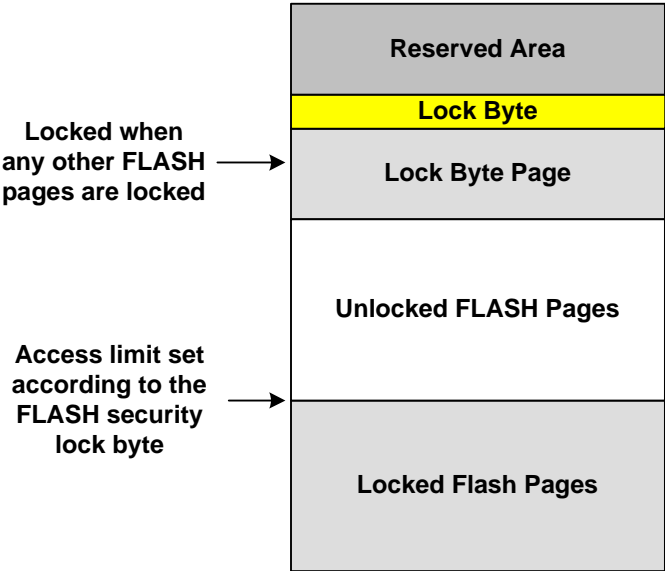 Reserved Area
Lock Byte
Locked when
any other FLASH
pages are locked
Lock Byte Page
Unlocked FLASH Pages
Access limit set
according to the
FLASH security
lock byte
Locked Flash Pages